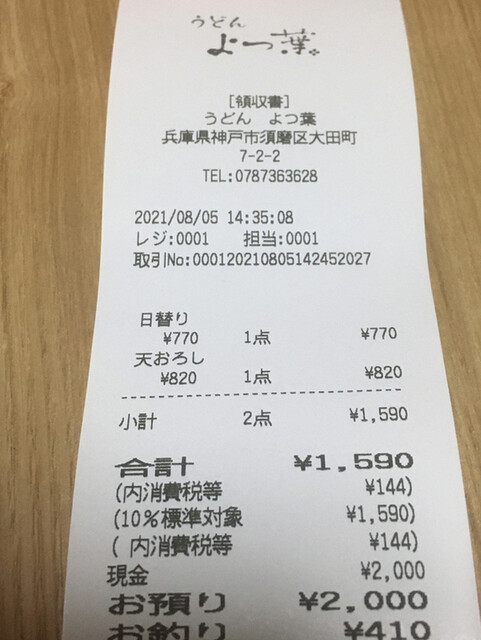 うどん
よつ葉
[領収書]
うどん よつ葉
兵庫県神戸市須磨区大田町
7-2-2
TEL:0787363628
2021/08/05 14:35:08
レジ:0001 担当:0001
取引No:000120210805142452027
日替り
¥770 1点 ¥770
天おろし
¥820 1点 ¥820
小計 2点 ¥1,590
合計 ¥1,590
(内消費税等 ¥144)
(10%標準対象 ¥1,590)
( 内消費税等 ¥144)
現金 ¥2,000
お預り ¥2,000
お釣り ¥410